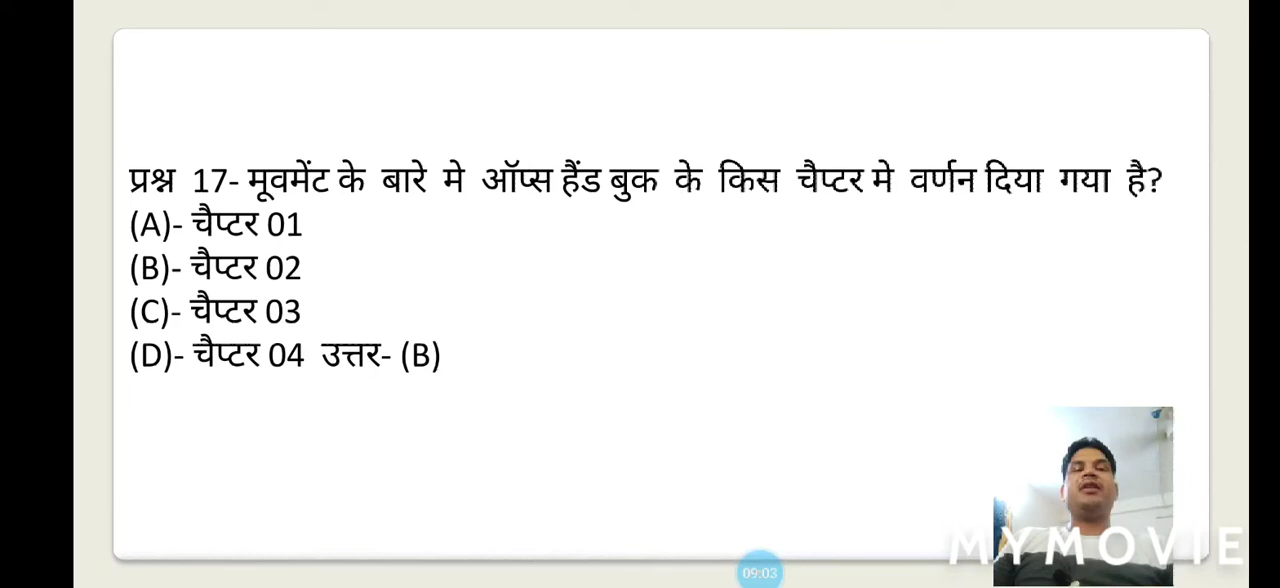 प्रश्न 17- मूवमेंट के बारे मे ऑप्स हैंड बुक के किस चैप्टर मे वर्णन दिया गया है?
(A)- चैप्टर 01
(B)- चैप्टर 02
(C)- चैप्टर 03
(D)- चैप्टर 04 उत्तर- (B)
MYMOVIE
09:03